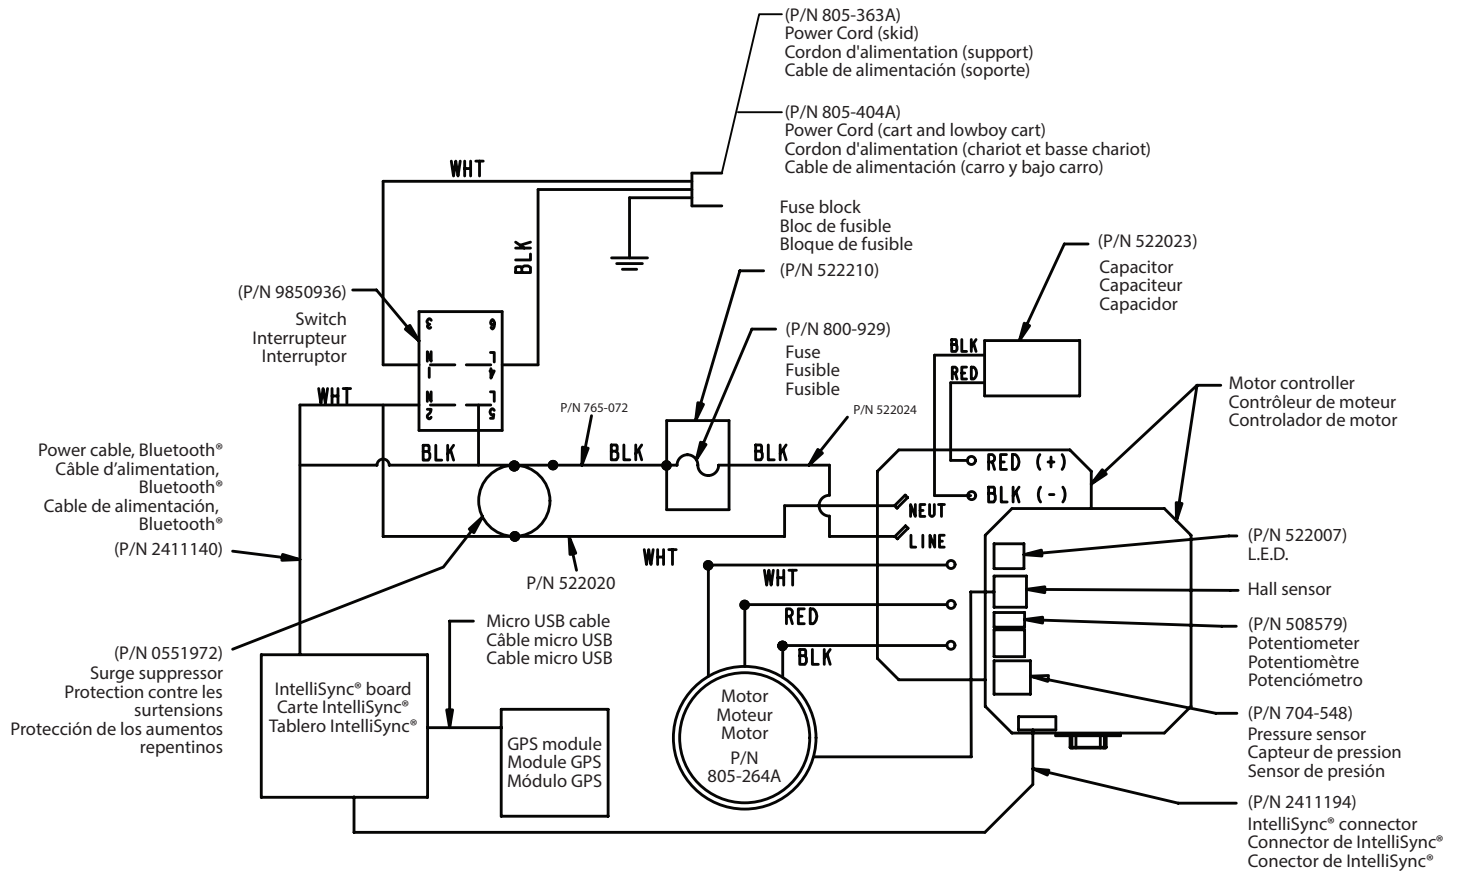 (P/N 805-363A)
Power Cord (skid)
Cordon d'alimentation (support)
Cable de alimentación (soporte)
(P/N 805-404A)
Power Cord (cart and lowboy cart)
Cordon d'alimentation (chariot et basse chariot)
Cable de alimentación (carro y bajo carro)
WHT
BLK
Fuse block
Bloc de fusible
Bloque de fusible
(P/N 522210)
(P/N 522023)
Capacitor
Capaciteur
Capacidor
(P/N 9850936)
Switch
Interrupteur
Interruptor
3
6
N
1
L
4
N
2
L
5
(P/N 800-929)
Fuse
Fusible
Fusible
BLK
RED
Motor controller
Contrôleur de moteur
Controlador de motor
WHT
P/N 765-072
P/N 522024
BLK
BLK
BLK
Power cable, Bluetooth®
Câble d’alimentation,
Bluetooth®
Cable de alimentación,
Bluetooth®
(P/N 2411140)
RED (+)
BLK (-)
NEUT
LINE
WHT
P/N 522020
WHT
RED
BLK
(P/N 522007)
L.E.D.
Hall sensor
(P/N 508579)
Potentiometer
Potentiomètre
Potenciómetro
(P/N 704-548)
Pressure sensor
Capteur de pression
Sensor de presión
(P/N 2411194)
IntelliSync® connector
Connector de IntelliSync®
Conector de IntelliSync®
(P/N 0551972)
Surge suppressor
Protection contre les
surtensions
Protección de los aumentos
repentinos
Micro USB cable
Câble micro USB
Cable micro USB
IntelliSync® board
Carte IntelliSync®
Tablero IntelliSync®
GPS module
Module GPS
Módulo GPS
Motor
Moteur
Motor
P/N
805-264A